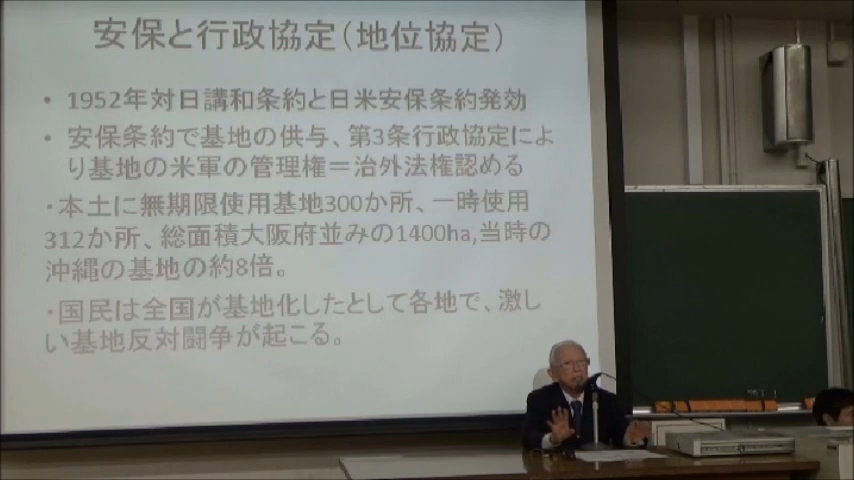 安保と行政協定(地位協定)
• 1952年対日講和条約と日米安保条約発効
• 安保条約で基地の供与、第3条行政協定によ
り基地の米軍の管理権＝治外法権認める
・本土に無期限使用基地300か所、一時使用
312か所、総面積大阪府並みの1400ha,当時の
沖縄の基地の約8倍。
・国民は全国が基地化したとして各地で、激し
い基地反対闘争が起こる。